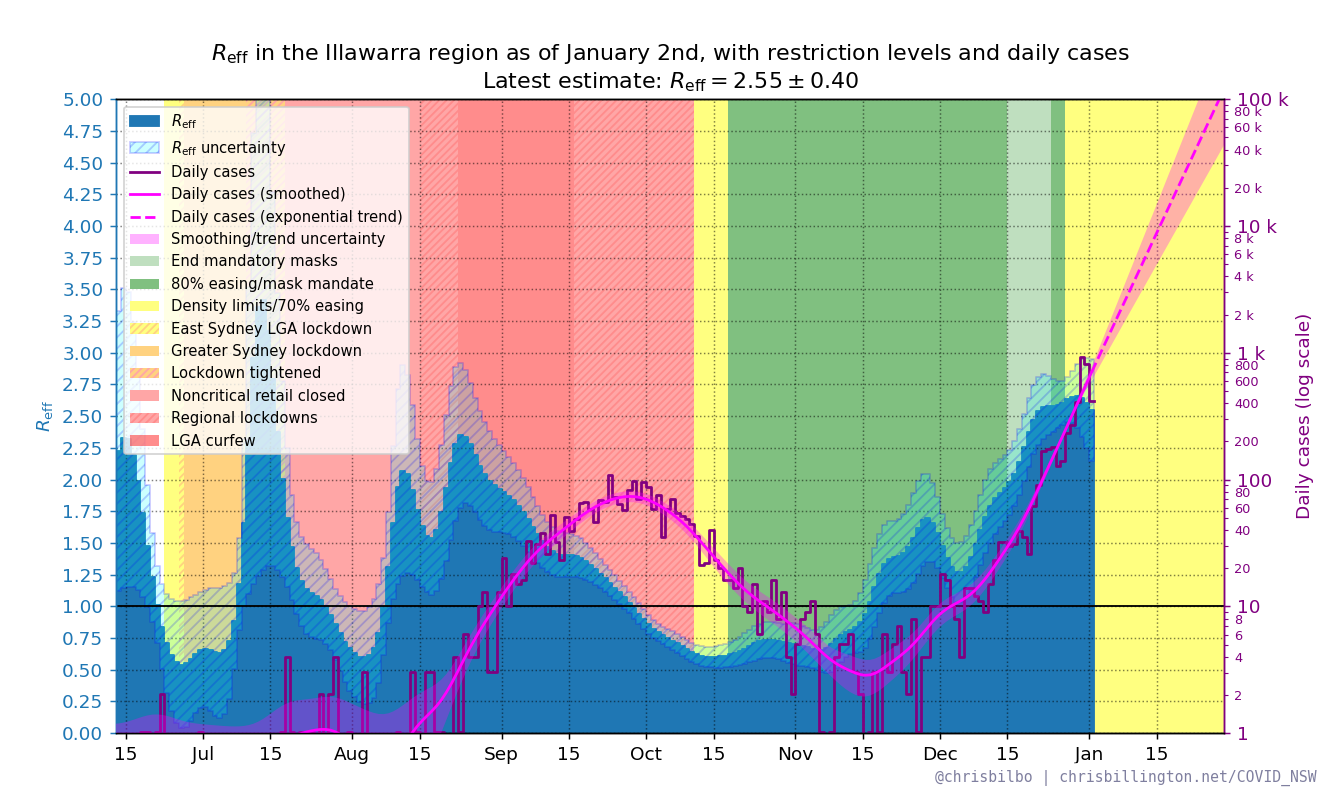 Reff in the Illawarra region as of January 2nd, with restriction levels and daily cases
Latest estimate: Reff = 2.55 ± 0.40
Reff
Reff uncertainty
Daily cases
Daily cases (smoothed)
Daily cases (exponential trend)
Smoothing/trend uncertainty
End mandatory masks
80% easing/mask mandate
Density limits/70% easing
East Sydney LGA lockdown
Greater Sydney lockdown
Lockdown tightened
Noncritical retail closed
Regional lockdowns
LGA curfew
5.00
4.75
4.50
4.25
4.00
3.75
3.50
3.25
3.00
2.75
2.50
2.25
2.00
1.75
1.50
1.25
1.00
0.75
0.50
0.25
0.00
Reff
100 k
80 k
60 k
40 k
20 k
10 k
8 k
6 k
4 k
2 k
1 k
800
600
400
200
100
80
60
40
20
10
8
6
4
2
1
Daily cases (log scale)
15 Jul 15 Aug 15 Sep 15 Oct 15 Nov 15 Dec 15 Jan 15
@chrisbilbo | chrisbillington.net/COVID_NSW